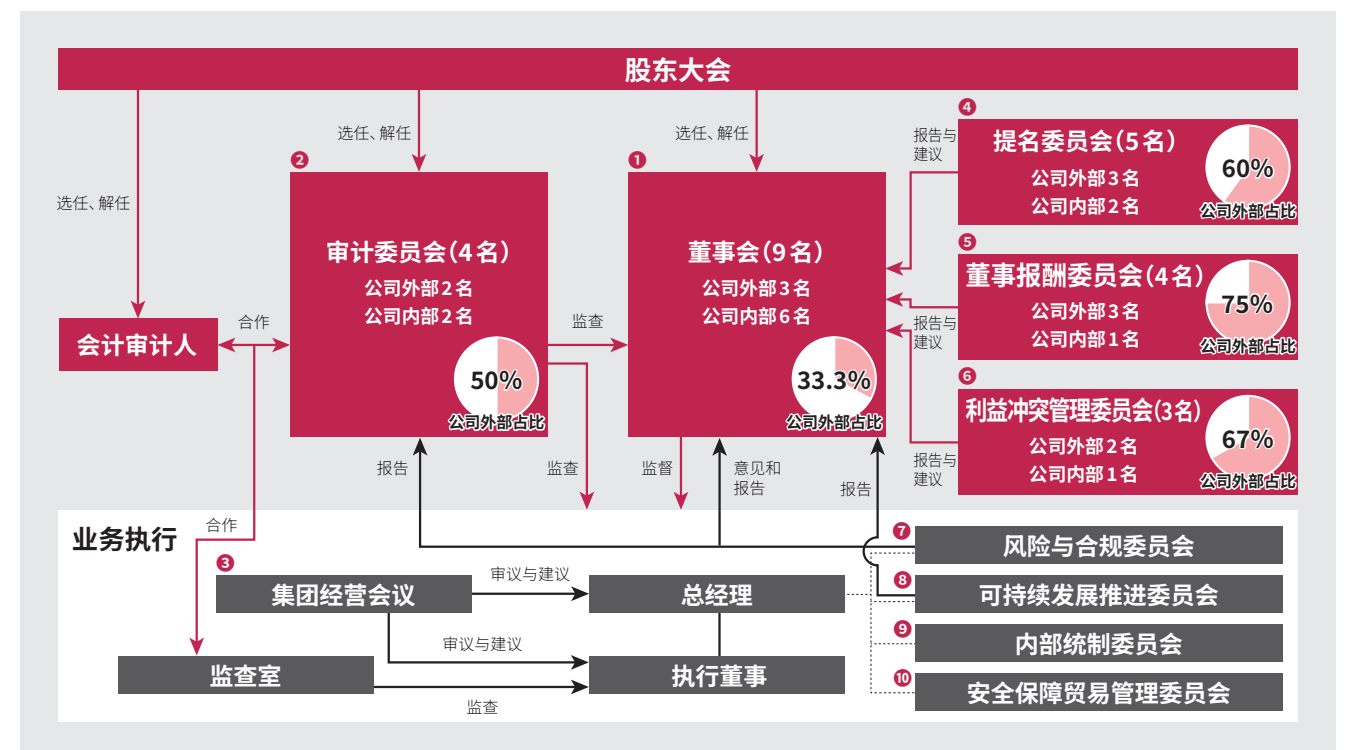 股东大会
选任、解任
选任、解任
选任、解任
❷
审计委员会(4名)
公司外部2名
公司内部2名
50%
公司外部占比
❶
董事会(9名)
公司外部3名
公司内部6名
33.3%
公司外部占比
❹
提名委员会(5名)
公司外部3名
公司内部2名
60%
公司外部占比
报告与
建议
❺
董事报酬委员会(4名)
公司外部3名
公司内部1名
75%
公司外部占比
报告与
建议
❻
利益冲突管理委员会(3名)
公司外部2名
公司内部1名
67%
公司外部占比
报告与
建议
会计审计人
合作
监查
报告
监查
监督
意见和
报告
报告
业务执行
合作
❸
集团经营会议
审议与建议
总经理
审议与建议
监查室
执行董事
监查
❼
风险与合规委员会
❽
可持续发展推进委员会
❾
内部统制委员会
❿
安全保障贸易管理委员会